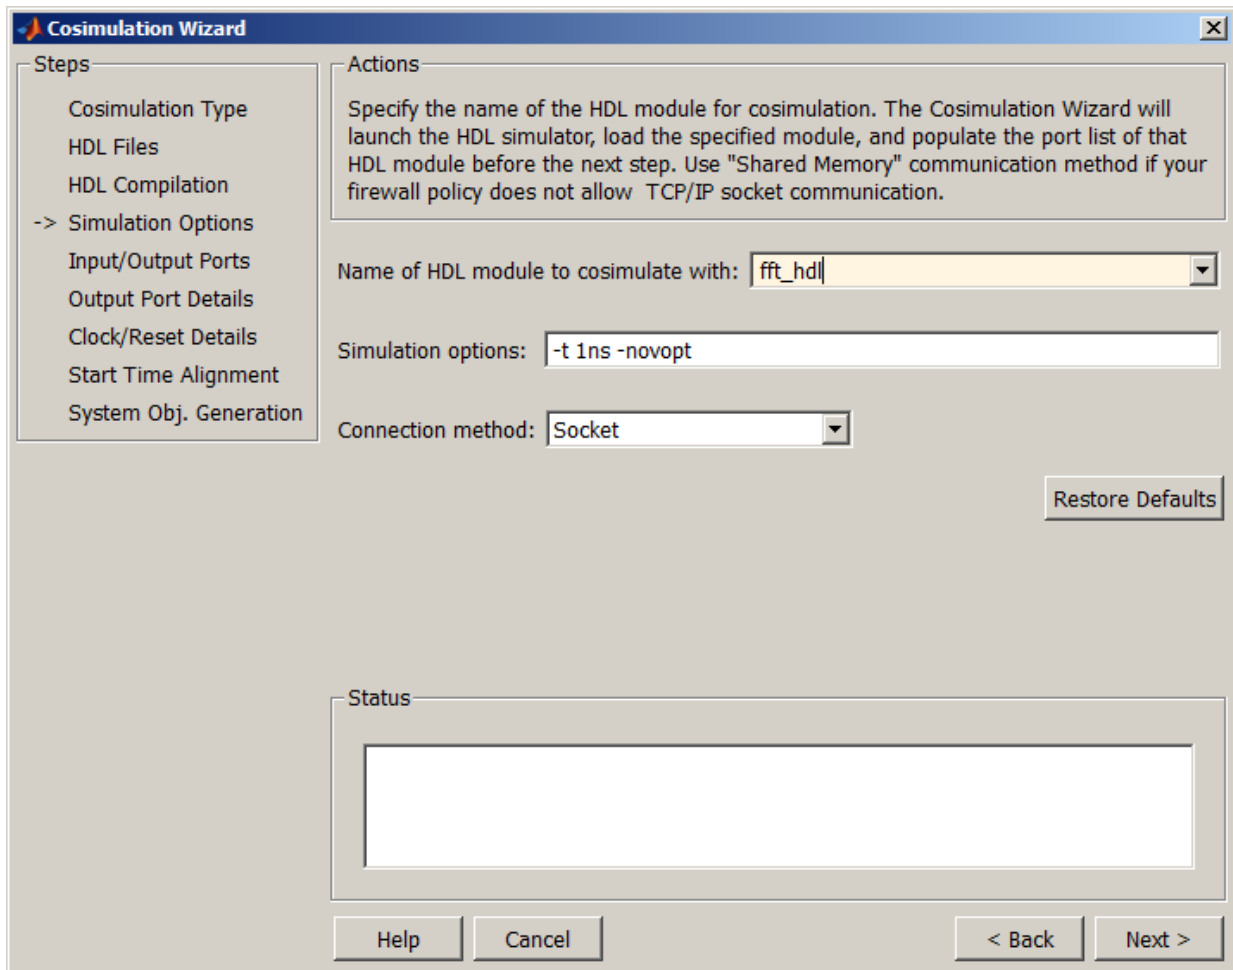 Cosimulation Wizard
Steps
Cosimulation Type
HDL Files
HDL Compilation
-> Simulation Options
Input/Output Ports
Output Port Details
Clock/Reset Details
Start Time Alignment
System Obj. Generation
Actions
Specify the name of the HDL module for cosimulation. The Cosimulation Wizard will
launch the HDL simulator, load the specified module, and populate the port list of that
HDL module before the next step. Use "Shared Memory" communication method if your
firewall policy does not allow  TCP/IP socket communication.
Name of HDL module to cosimulate with: fft_hdl
Simulation options: -t 1ns -novopt
Connection method: Socket
Restore Defaults
Status
Help Cancel < Back Next >